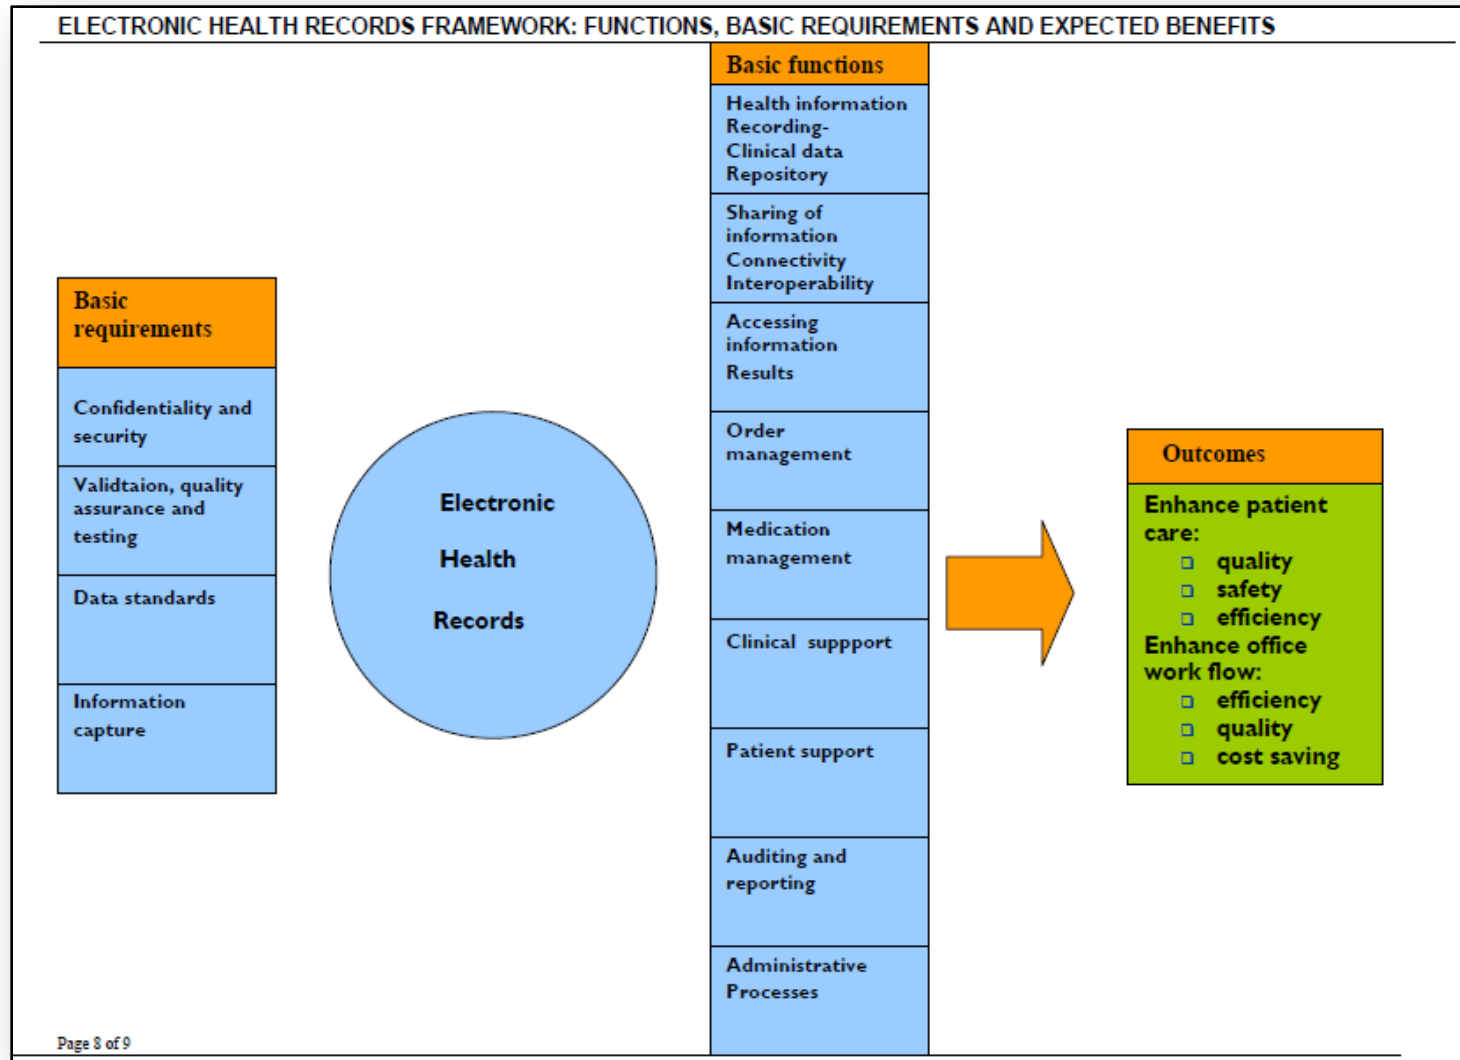 ELECTRONIC HEALTH RECORDS FRAMEWORK: FUNCTIONS, BASIC REQUIREMENTS AND EXPECTED BENEFITS
Basic
requirements
Confidentiality and
security
Validtaion, quality
assurance and
testing
Data standards
Information
capture
Electronic
Health
Records
Basic functions
Health information
Recording-
Clinical data
Repository
Sharing of
information
Connectivity
Interoperability
Accessing
information
Results
Order
management
Medication
management
Clinical suppport
Patient support
Auditing and
reporting
Administrative
Processes
Outcomes
Enhance patient
care:
quality
safety
efficiency
Enhance office
work flow:
efficiency
quality
cost saving
Page 8 of 9